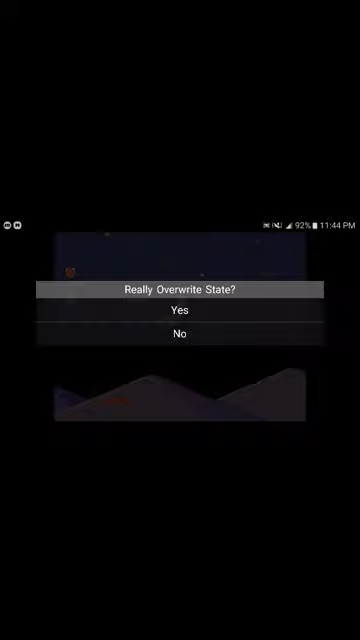 92% 11:44 PM
Really Overwrite State?
Yes
No